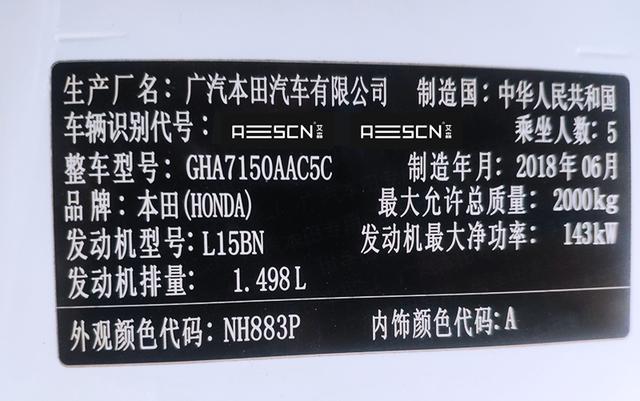 生产厂名：广汽本田汽车有限公司 制造国：中华人民共和国
车辆识别代号： AESCN AESCN 乘坐人数：5
整车型号：GHA7150AAC5C 制造年月：2018年06月
品牌：本田(HONDA) 最大允许总质量：2000kg
发动机型号：L15BN 发动机最大净功率：143kW
发动机排量：1.498L
外观颜色代码：NH883P 内饰颜色代码：A